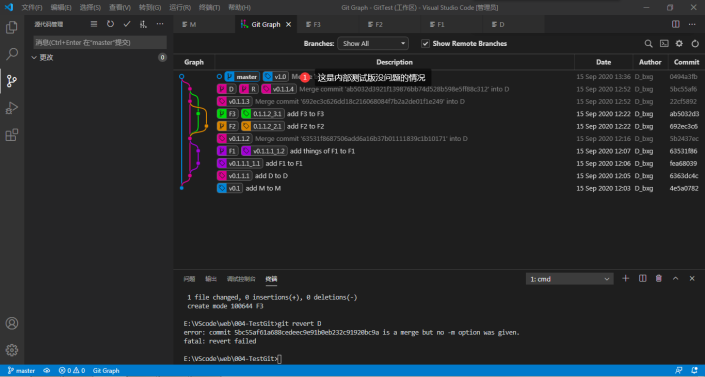 文件(F) 编辑(E) 选择(S) 查看(V) 转到(G) 运行(R) 终端(T) 帮助(H) Git Graph - GitTest (工作区) - Visual Studio Code (管理员)
源代码管理
M Git Graph F3 F2 F1 D
消息(Ctrl+Enter 在"master"提交)
更改 0
Branches: Show All Show Remote Branches
Graph Description Date Author Commit
master v1.0 1 这是内部测试版没问题的情况 15 Sep 2020 13:36 D_bxg 0494a3fb
D R v0.1.1.4 Merge commit 'ab5032d3921f139876bb74d528b598e5ff88c312' into D 15 Sep 2020 12:52 D_bxg 5bc55af6
v0.1.1.3 Merge commit '692ec3c626dd18c216068084f7b2a2de01f1e249' into D 15 Sep 2020 12:52 D_bxg 22cf5892
F3 0.1.1.2_3.1 add F3 to F3 15 Sep 2020 12:22 D_bxg ab5032d3
F2 0.1.1.2_2.1 add F2 to F2 15 Sep 2020 12:22 D_bxg 692ec3c6
v0.1.1.2 Merge commit '63531f8687506add6a16b37b01111839c1b10171' into D 15 Sep 2020 12:16 D_bxg 5b2437ec
F1 v0.1.1.1_1.2 add things of F1 to F1 15 Sep 2020 12:07 D_bxg 63531f86
v0.1.1.1_1.1 add F1 to F1 15 Sep 2020 12:06 D_bxg fea68039
v0.1.1.1 add D to D 15 Sep 2020 12:05 D_bxg 6363dc4c
v0.1 add M to M 15 Sep 2020 12:03 D_bxg 4e5a0782
问题 输出 调试控制台 终端 1: cmd
1 file changed, 0 insertions(+), 0 deletions(-)
create mode 100644 F3
E:\VScode\web\004-TestGit>git revert D
error: commit 5bc55af61a688cedeec9e91b0eb232c91920bc9a is a merge but no -m option was given.
fatal: revert failed
E:\VScode\web\004-TestGit>
master 0 0 Git Graph